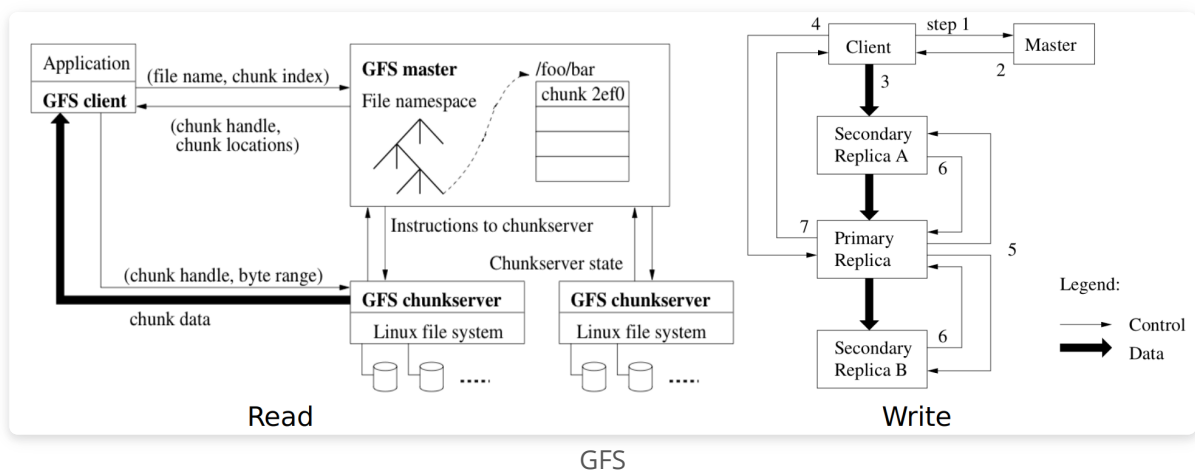 Application
GFS client
(file name, chunk index)
(chunk handle,
chunk locations)
GFS master
File namespace
/foo/bar
chunk 2ef0
Instructions to chunkserver
Chunkserver state
(chunk handle, byte range)
chunk data
GFS chunkserver
Linux file system
GFS chunkserver
Linux file system
Read
4
step 1
Client
Master
2
3
Secondary
Replica A
6
7
Primary
Replica
5
Legend:
Control
Data
6
Secondary
Replica B
Write
GFS